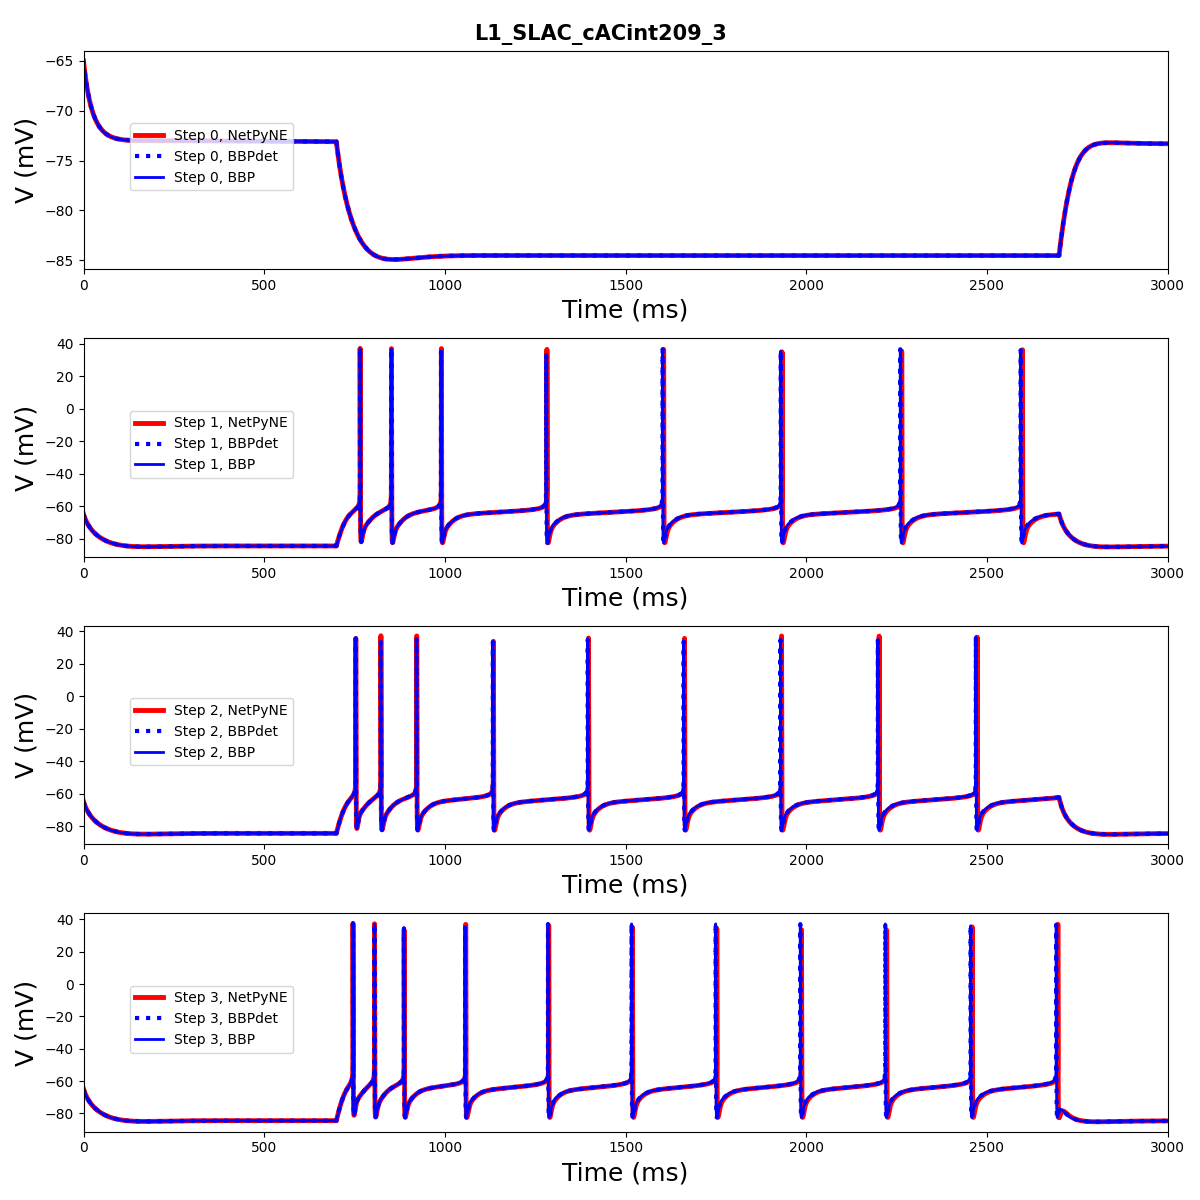 L1_SLAC_cACint209_3
−65
−70
−75
−80
−85
V (mV)
Step 0, NetPyNE
Step 0, BBPdet
Step 0, BBP
0 500 1000 1500 2000 2500 3000
Time (ms)
40
20
0
−20
−40
−60
−80
V (mV)
Step 1, NetPyNE
Step 1, BBPdet
Step 1, BBP
0 500 1000 1500 2000 2500 3000
Time (ms)
40
20
0
−20
−40
−60
−80
V (mV)
Step 2, NetPyNE
Step 2, BBPdet
Step 2, BBP
0 500 1000 1500 2000 2500 3000
Time (ms)
40
20
0
−20
−40
−60
−80
V (mV)
Step 3, NetPyNE
Step 3, BBPdet
Step 3, BBP
0 500 1000 1500 2000 2500 3000
Time (ms)